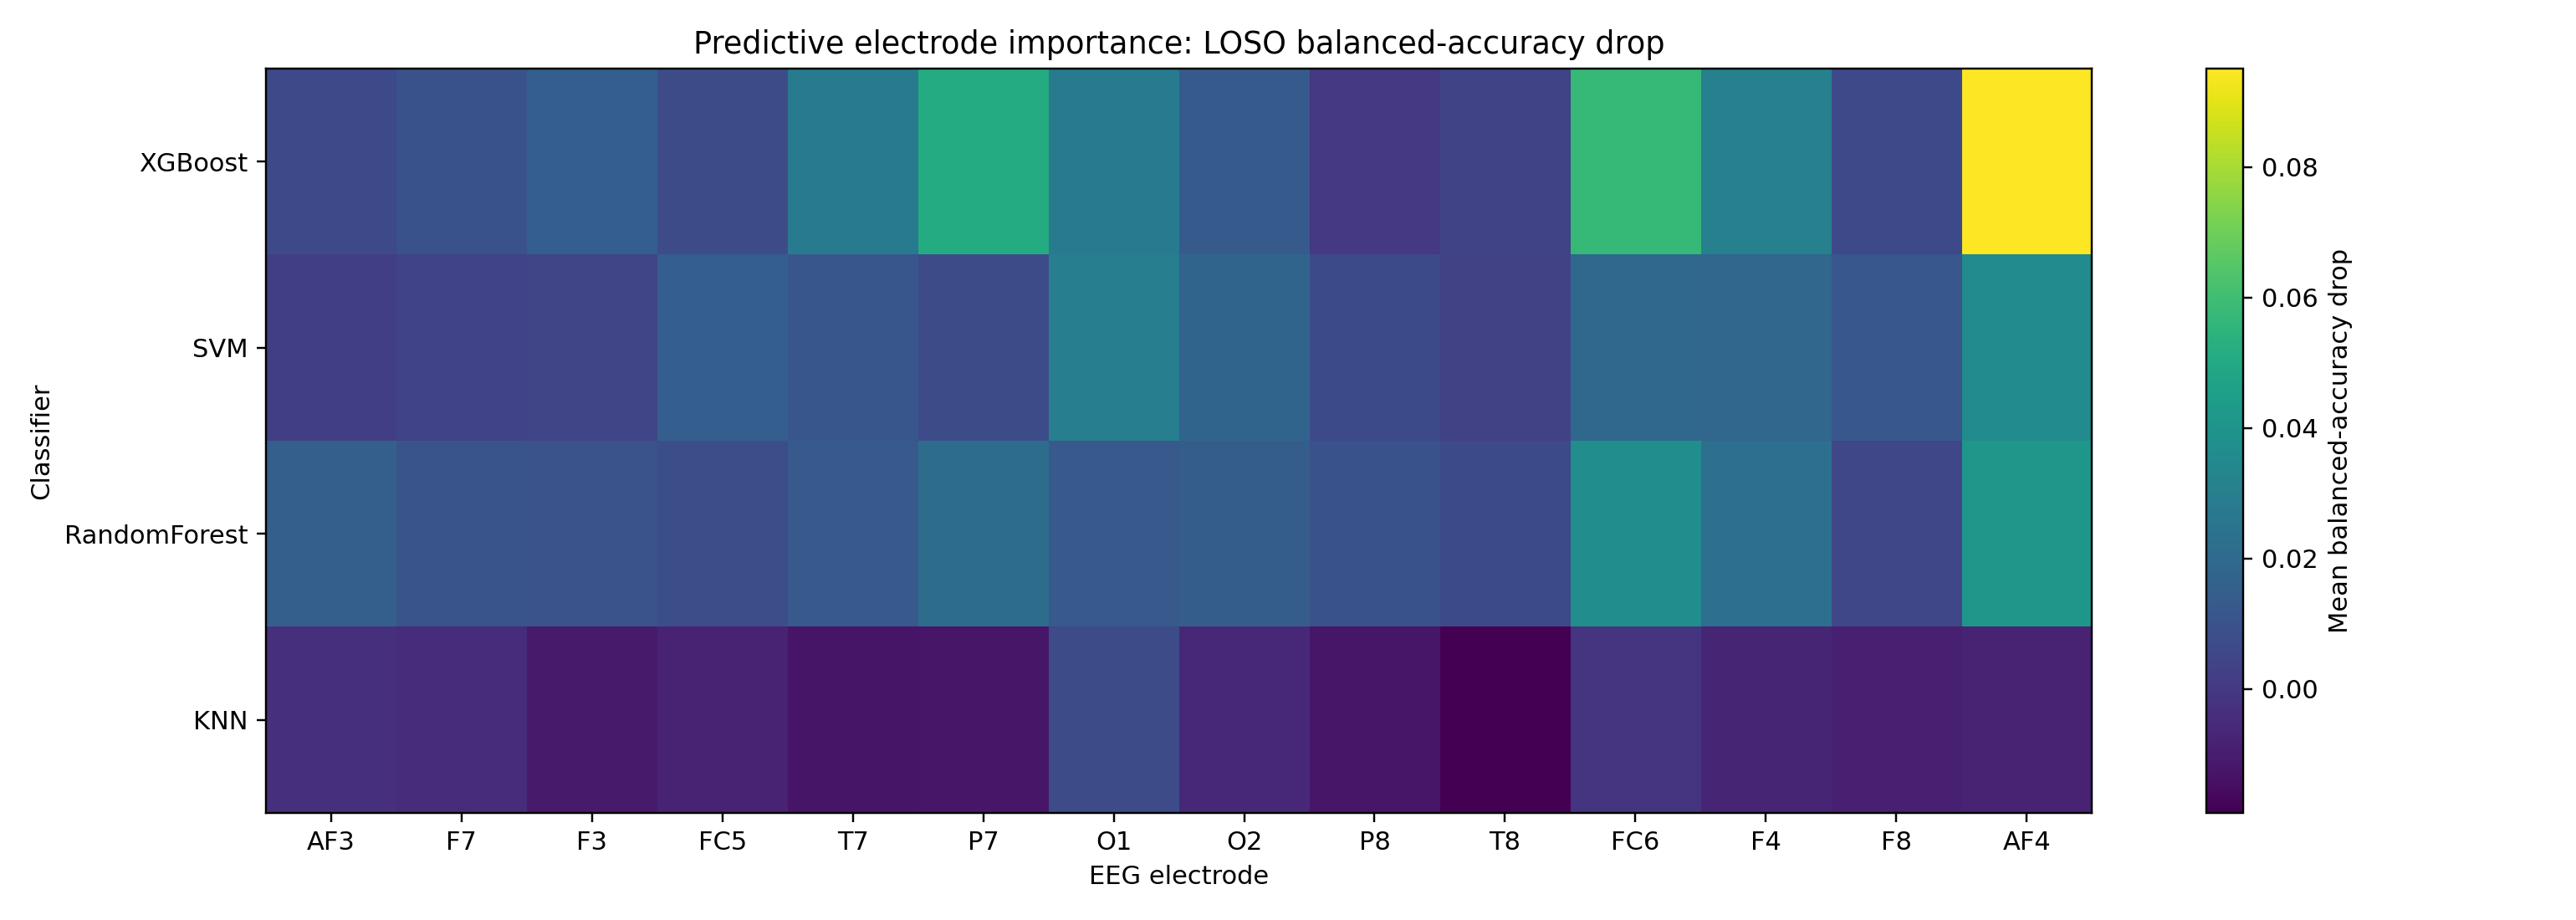 Predictive electrode importance: LOSO balanced-accuracy drop
Classifier
XGBoost
SVM
RandomForest
KNN
AF3 F7 F3 FC5 T7 P7 O1 O2 P8 T8 FC6 F4 F8 AF4
EEG electrode
0.08
0.06
0.04
0.02
0.00
Mean balanced-accuracy drop